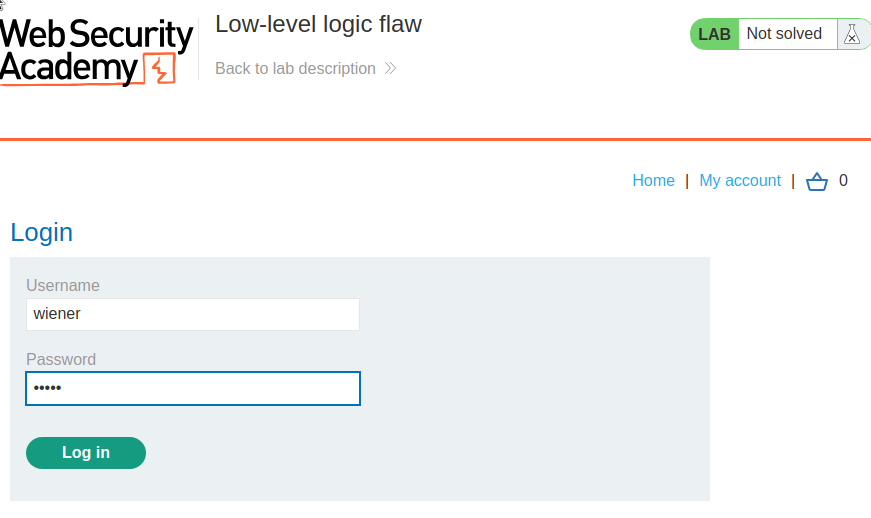 Web Security
Academy
Low-level logic flaw
Back to lab description
LAB Not solved
Home | My account | 0
Login
Username
wiener
Password
•••••
Log in